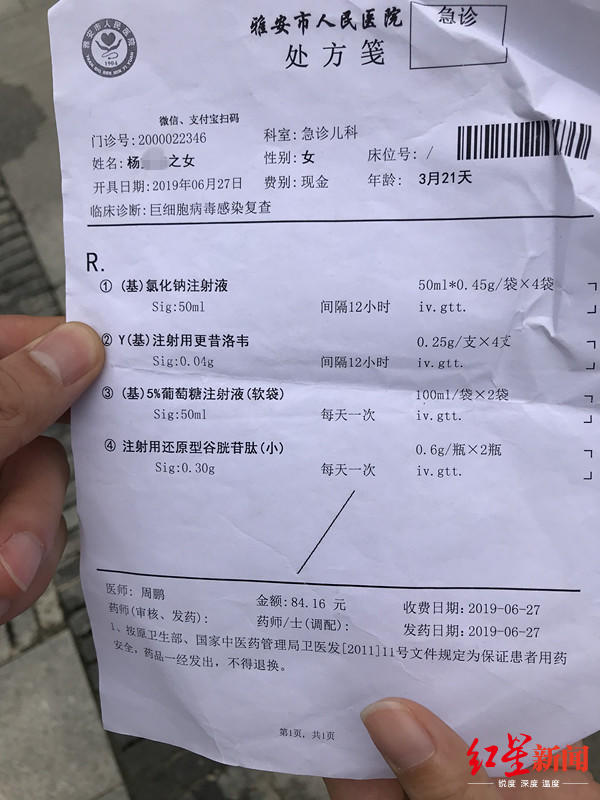 雅安市人民医院
急诊
处方笺
1904
微信、支付宝扫码
门诊号:2000022346 科室:急诊儿科
姓名:杨 之女 性别:女 床位号: /
开具日期:2019年06月27日 费别:现金 年龄: 3月21天
临床诊断:巨细胞病毒感染复查
R.
① (基)氯化钠注射液 50ml*0.45g/袋×4袋
Sig:50ml 间隔12小时 iv.gtt.
② Y(基)注射用更昔洛韦 0.25g/支×4支
Sig:0.04g 间隔12小时 iv.gtt.
③ (基)5%葡萄糖注射液(软袋) 100ml/袋×2袋
Sig:50ml 每天一次 iv.gtt.
④ 注射用还原型谷胱苷肽(小) 0.6g/瓶×2瓶
Sig:0.30g 每天一次 iv.gtt.
医师: 周鹏 金额:84.16 元 收费日期:2019-06-27
药师(审核、发药): 药师/士(调配): 发药日期:2019-06-27
1、按原卫生部、国家中医药管理局卫医发[2011]11号文件规定为保证患者用药
安全，药品一经发出，不得退换。
第1页, 共1页
红星新闻
锐度 深度 温度